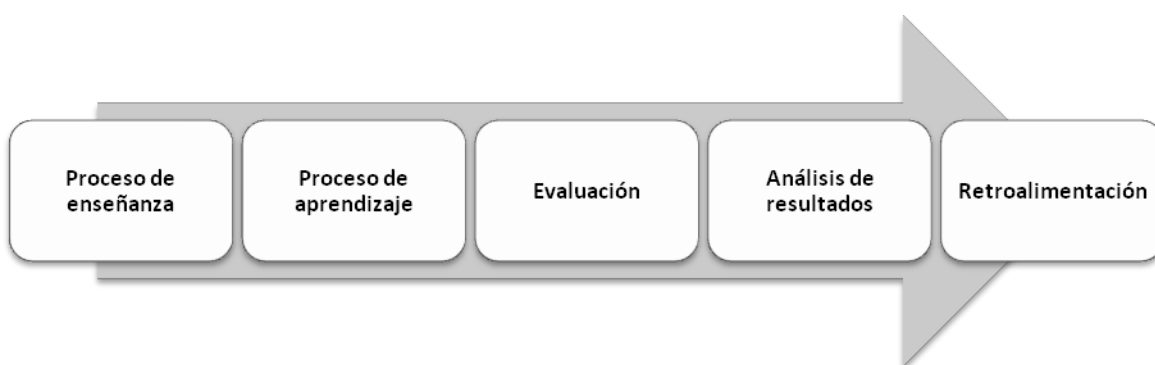 Proceso de
enseñanza
Proceso de
aprendizaje
Evaluación
Análisis de
resultados
Retroalimentación